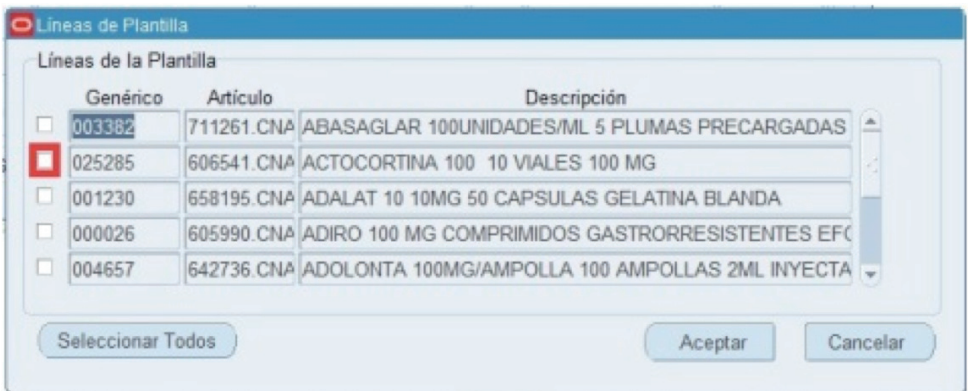 Líneas de Plantilla
Líneas de la Plantilla
Genérico Artículo Descripción
003382 711261.CNA ABASAGLAR 100UNIDADES/ML 5 PLUMAS PRECARGADAS
025285 606541.CNA ACTOCORTINA 100 10 VIALES 100 MG
001230 658195.CNA ADALAT 10 10MG 50 CAPSULAS GELATINA BLANDA
000026 605990.CNA ADIRO 100 MG COMPRIMIDOS GASTRORRESISTENTES EFG
004657 642736.CNA ADOLONTA 100MG/AMPOLLA 100 AMPOLLAS 2ML INYECTA
Seleccionar Todos Aceptar Cancelar